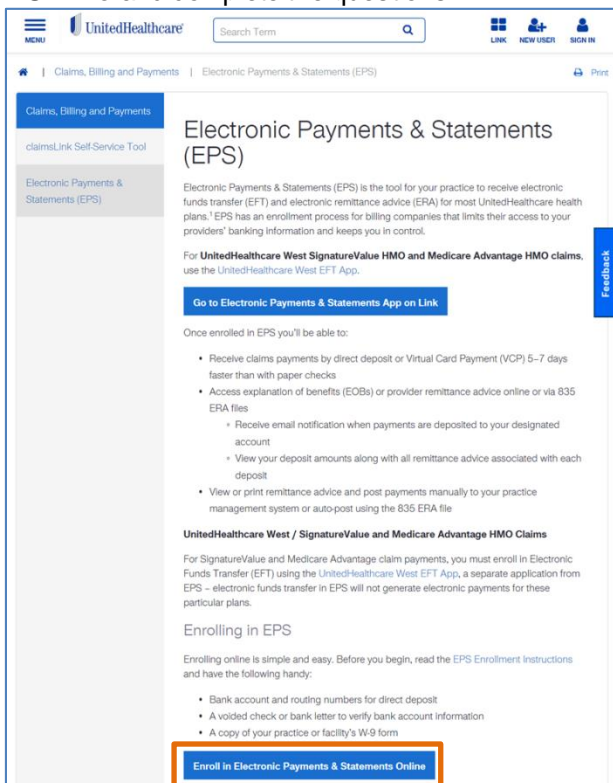 MENU
UnitedHealthcare
Search Term
LINK
NEW USER
SIGN IN
| Claims, Billing and Payments | Electronic Payments & Statements (EPS)
Print
Claims, Billing and Payments
claimsLink Self-Service Tool
Electronic Payments &
Statements (EPS)
Electronic Payments & Statements
(EPS)
Electronic Payments & Statements (EPS) is the tool for your practice to receive electronic
funds transfer (EFT) and electronic remittance advice (ERA) for most UnitedHealthcare health
plans.¹ EPS has an enrollment process for billing companies that limits their access to your
providers' banking information and keeps you in control.
For UnitedHealthcare West SignatureValue HMO and Medicare Advantage HMO claims,
use the UnitedHealthcare West EFT App.
Feedback
Go to Electronic Payments & Statements App on Link
Once enrolled in EPS you'll be able to:
• Receive claims payments by direct deposit or Virtual Card Payment (VCP) 5–7 days
faster than with paper checks
• Access explanation of benefits (EOBs) or provider remittance advice online or via 835
ERA files
• Receive email notification when payments are deposited to your designated
account
• View your deposit amounts along with all remittance advice associated with each
deposit
• View or print remittance advice and post payments manually to your practice
management system or auto-post using the 835 ERA file
UnitedHealthcare West / SignatureValue and Medicare Advantage HMO Claims
For SignatureValue and Medicare Advantage claim payments, you must enroll in Electronic
Funds Transfer (EFT) using the UnitedHealthcare West EFT App, a separate application from
EPS – electronic funds transfer in EPS will not generate electronic payments for these
particular plans.
Enrolling in EPS
Enrolling online is simple and easy. Before you begin, read the EPS Enrollment Instructions
and have the following handy:
• Bank account and routing numbers for direct deposit
• A voided check or bank letter to verify bank account information
• A copy of your practice or facility's W-9 form
Enroll in Electronic Payments & Statements Online